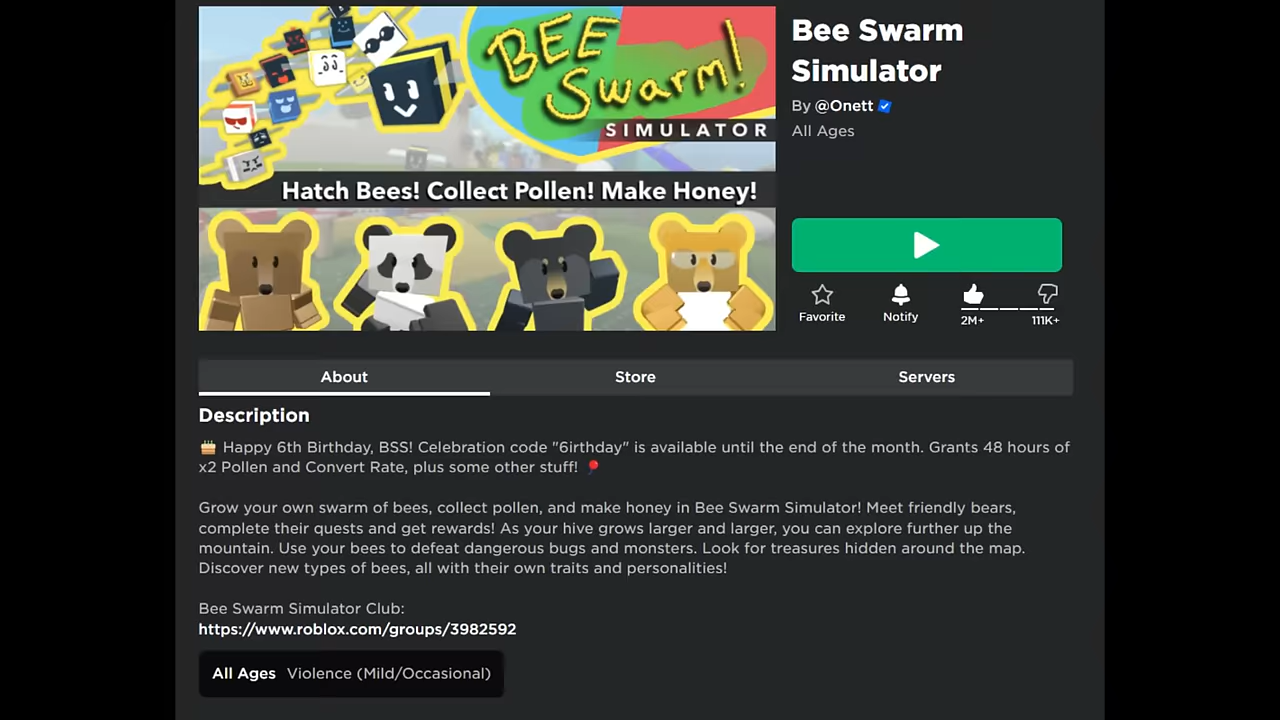 BEE
Swarm!
SIMULATOR
Hatch Bees! Collect Pollen! Make Honey!
Bee Swarm
Simulator
By @Onett
All Ages
Favorite
Notify
2M+
111K+
About
Store
Servers
Description
Happy 6th Birthday, BSS! Celebration code "6irthday" is available until the end of the month. Grants 48 hours of
x2 Pollen and Convert Rate, plus some other stuff!
Grow your own swarm of bees, collect pollen, and make honey in Bee Swarm Simulator! Meet friendly bears,
complete their quests and get rewards! As your hive grows larger and larger, you can explore further up the
mountain. Use your bees to defeat dangerous bugs and monsters. Look for treasures hidden around the map.
Discover new types of bees, all with their own traits and personalities!
Bee Swarm Simulator Club:
https://www.roblox.com/groups/3982592
All Ages Violence (Mild/Occasional)